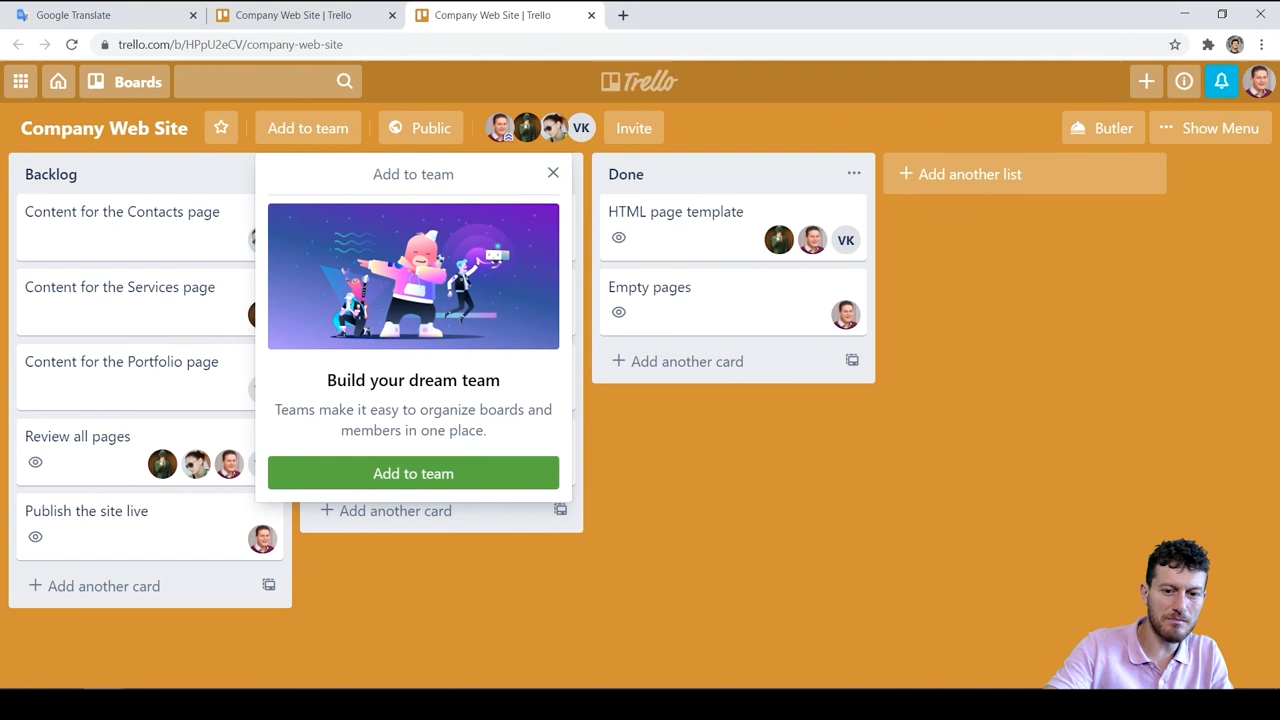 Google Translate
Company Web Site | Trello
Company Web Site | Trello
trello.com/b/HPpU2eCV/company-web-site
Boards
Trello
Company Web Site
Add to team
Public
VK
Invite
Butler
Show Menu
Backlog
Content for the Contacts page
Content for the Services page
Content for the Portfolio page
Review all pages
Publish the site live
Add another card
Add to team
Build your dream team
Teams make it easy to organize boards and
members in one place.
Add to team
Add another card
Done
HTML page template
VK
Empty pages
Add another card
Add another list